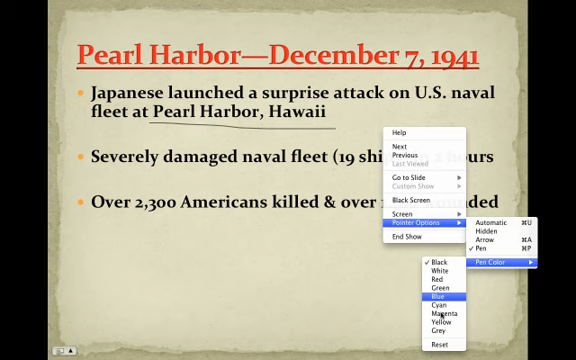 Pearl Harbor—December 7, 1941
Japanese launched a surprise attack on U.S. naval
fleet at Pearl Harbor, Hawaii
Severely damaged naval fleet (19 hours
Over 2,300 Americans killed & over
Help
Next
Previous
Last Viewed
Go to Slide
Custom Show
Black Screen
Screen
Pointer Options
End Show
Automatic ⌘U
Hidden
Arrow ⌘A
✓ Pen ⌘P
Pen Color
✓ Black
White
Red
Green
Blue
Cyan
Magenta
Yellow
Grey
Reset